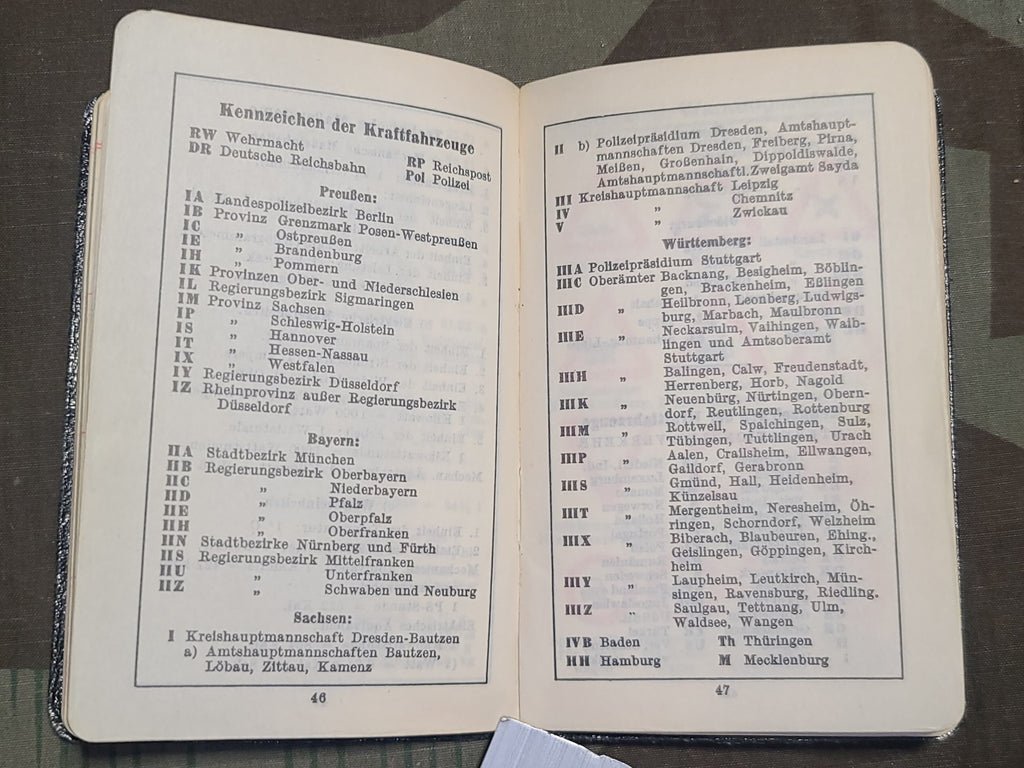 Kennzeichen der Kraftfahrzeuge
RW Wehrmacht RP Reichspost
DR Deutsche Reichsbahn Pol Polizei
Preußen:
IA Landespolizeibezirk Berlin
IB Provinz Grenzmark Posen-Westpreußen
IC „ Ostpreußen
IE „ Brandenburg
IH „ Pommern
IK Provinzen Ober- und Niederschlesien
IL Regierungsbezirk Sigmaringen
IM Provinz Sachsen
IP „ Schleswig-Holstein
IS „ Hannover
IT „ Hessen-Nassau
IX „ Westfalen
IY Regierungsbezirk Düsseldorf
IZ Rheinprovinz außer Regierungsbezirk
Düsseldorf
Bayern:
IIA Stadtbezirk München
IIB Regierungsbezirk Oberbayern
IIC „ Niederbayern
IID „ Pfalz
IIE „ Oberpfalz
IIH „ Oberfranken
IIN Stadtbezirke Nürnberg und Fürth
IIS Regierungsbezirk Mittelfranken
IIU „ Unterfranken
IIZ „ Schwaben und Neuburg
Sachsen:
I Kreishauptmannschaft Dresden-Bautzen
a) Amtshauptmannschaften Bautzen,
Löbau, Zittau, Kamenz
46
II b) Polizeipräsidium Dresden, Amtshaupt-
mannschaften Dresden, Freiberg, Pirna,
Meißen, Großenhain, Dippoldiswalde,
Amtshauptmannschaftl. Zweigamt Sayda
III Kreishauptmannschaft Leipzig
IV „ Chemnitz
V „ Zwickau
Württemberg:
IIIA Polizeipräsidium Stuttgart
IIIC Oberämter Backnang, Besigheim, Böblin-
gen, Brackenheim, Eßlingen
IIID „ Heilbronn, Leonberg, Ludwigs-
burg, Marbach, Maulbronn
IIIE „ Neckarsulm, Vaihingen, Waib-
lingen und Amtsoberamt
Stuttgart
IIIH „ Balingen, Calw, Freudenstadt,
Herrenberg, Horb, Nagold
IIIK „ Neuenbürg, Nürtingen, Obern-
dorf, Reutlingen, Rottenburg
IIIM „ Rottweil, Spaichingen, Sulz,
Tübingen, Tuttlingen, Urach
IIIP „ Aalen, Crailsheim, Ellwangen,
Gaildorf, Gerabronn
IIIS „ Gmünd, Hall, Heidenheim,
Künzelsau
IIIT „ Mergentheim, Neresheim, Öh-
ringen, Schorndorf, Welzheim
IIIX „ Biberach, Blaubeuren, Ehing.,
Geislingen, Göppingen, Kirch-
heim
IIIY „ Laupheim, Leutkirch, Mün-
singen, Ravensburg, Riedling.
IIIZ „ Saulgau, Tettnang, Ulm,
Waldsee, Wangen
IVB Baden Th Thüringen
HH Hamburg M Mecklenburg
47